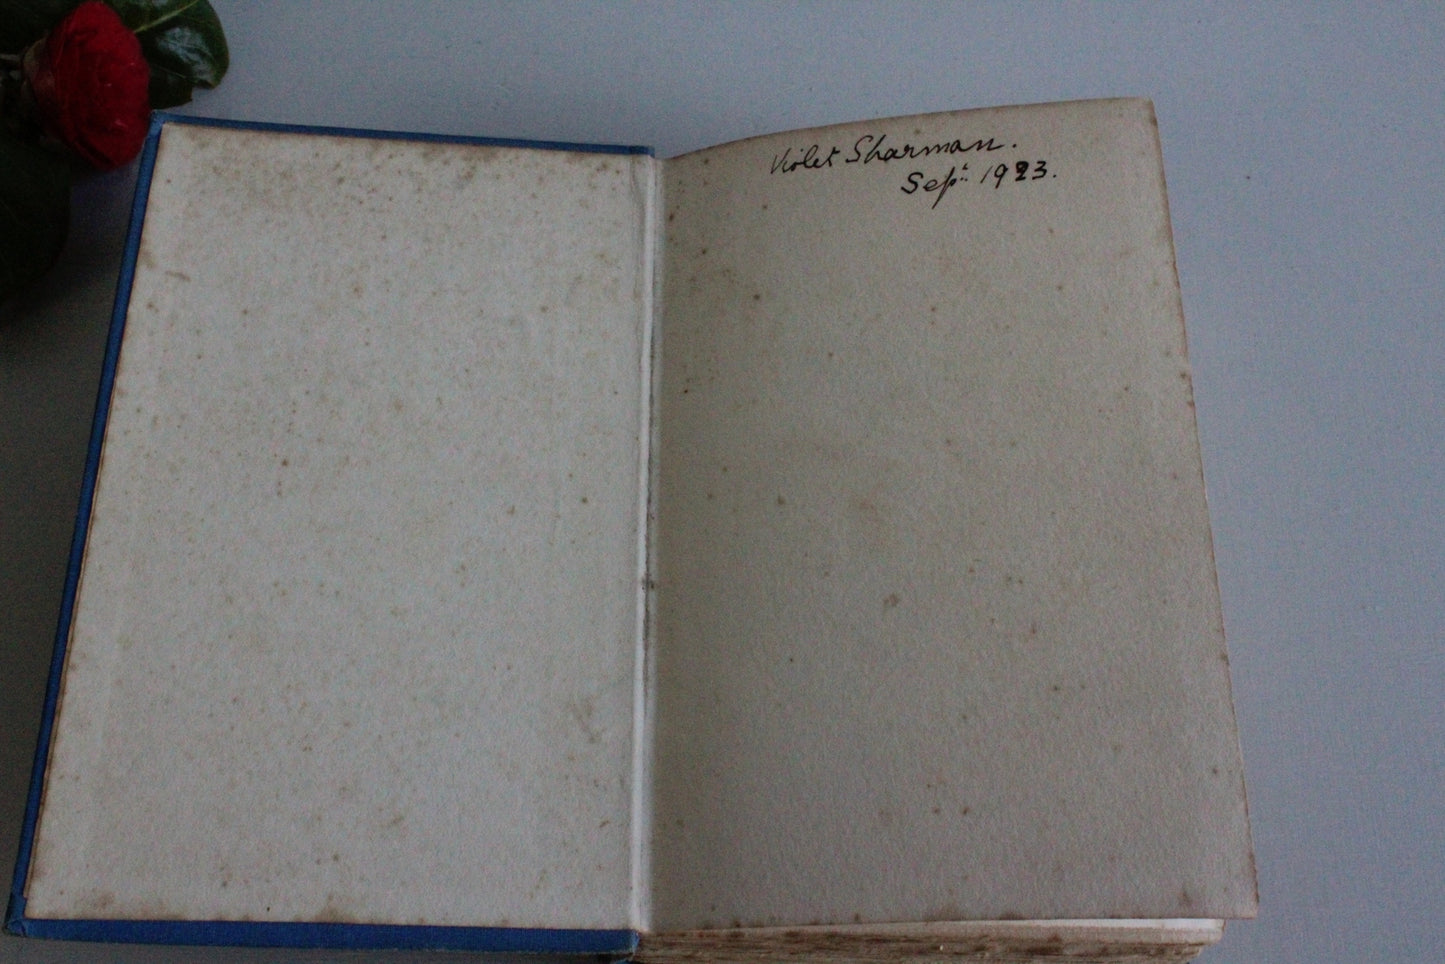 Violet Sharman.
Sept. 1923.